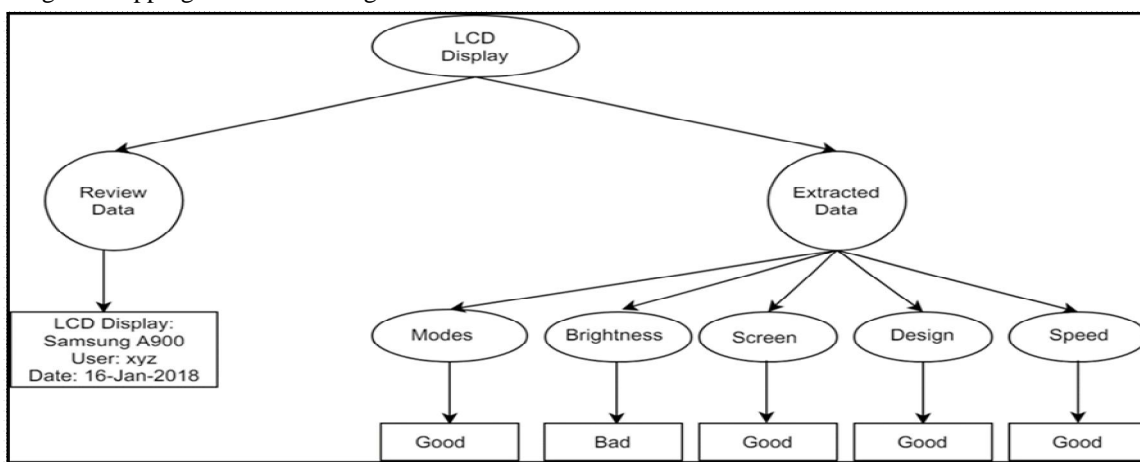 LCD
Display
Review
Data
Extracted
Data
LCD Display:
Samsung A900
User: xyz
Date: 16-Jan-2018
Modes
Brightness
Screen
Design
Speed
Good
Bad
Good
Good
Good